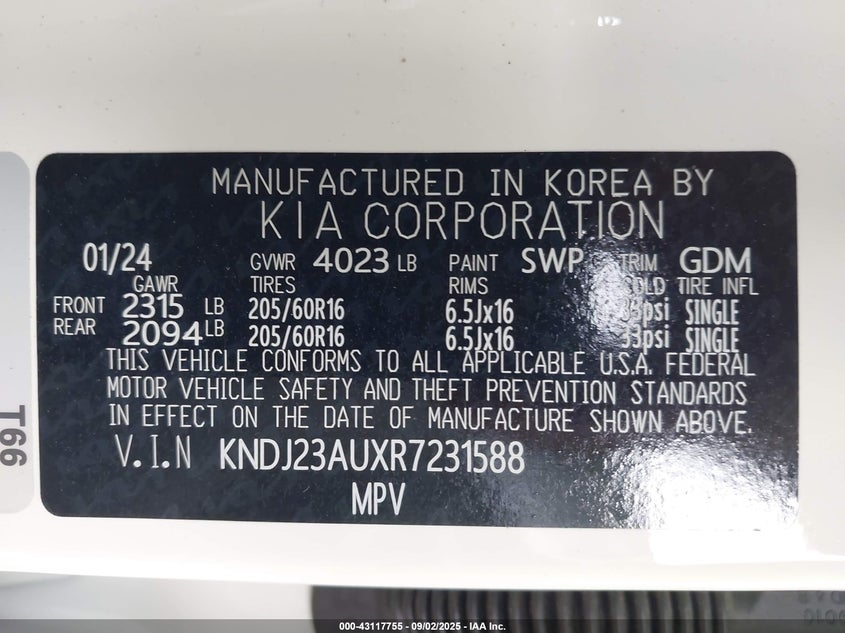 MANUFACTURED IN KOREA BY
KIA CORPORATION
01/24 GVWR 4023 LB PAINT SWP TRIM GDM
GAWR TIRES RIMS COLD TIRE INFL
FRONT 2315 LB 205/60R16 6.5Jx16 33psi SINGLE
REAR 2094 LB 205/60R16 6.5Jx16 33psi SINGLE
THIS VEHICLE CONFORMS TO ALL APPLICABLE U.S.A. FEDERAL
MOTOR VEHICLE SAFETY AND THEFT PREVENTION STANDARDS
IN EFFECT ON THE DATE OF MANUFACTURE SHOWN ABOVE.
V.I.N KNDJ23AUXR7231588
MPV
T66
000-43117755 - 09/02/2025 - IAA Inc.